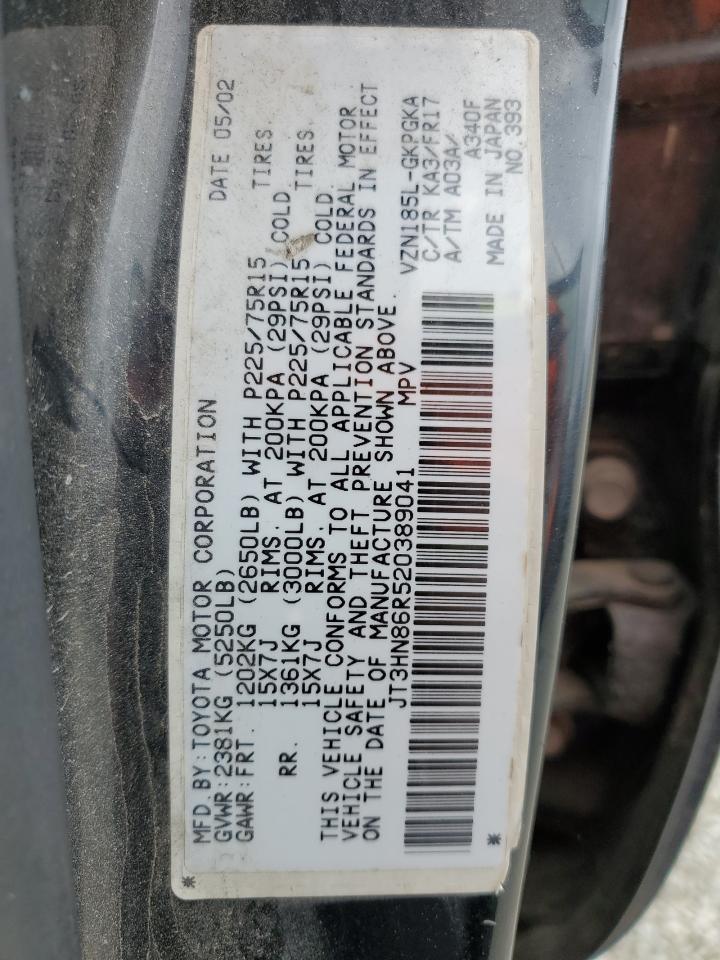 MFD. BY: TOYOTA MOTOR CORPORATION DATE 05/02
GVWR: 2381KG (5250LB)
GAWR: FRT. 1202KG (2650LB) WITH P225/75R15 TIRES.
15X7J RIMS. AT 200KPA (29PSI) COLD
RR. 1361KG (3000LB) WITH P225/75R15 TIRES.
15X7J RIMS. AT 200KPA (29PSI) COLD.
THIS VEHICLE CONFORMS TO ALL APPLICABLE FEDERAL MOTOR
VEHICLE SAFETY AND THEFT PREVENTION STANDARDS IN EFFECT
ON THE DATE OF MANUFACTURE SHOWN ABOVE.
JT3HN86R520389041 MPV
VZN185L-GKPGKA
C/TR KA3/FR17
A/TM A03A/
A340F
MADE IN JAPAN
NO. 393